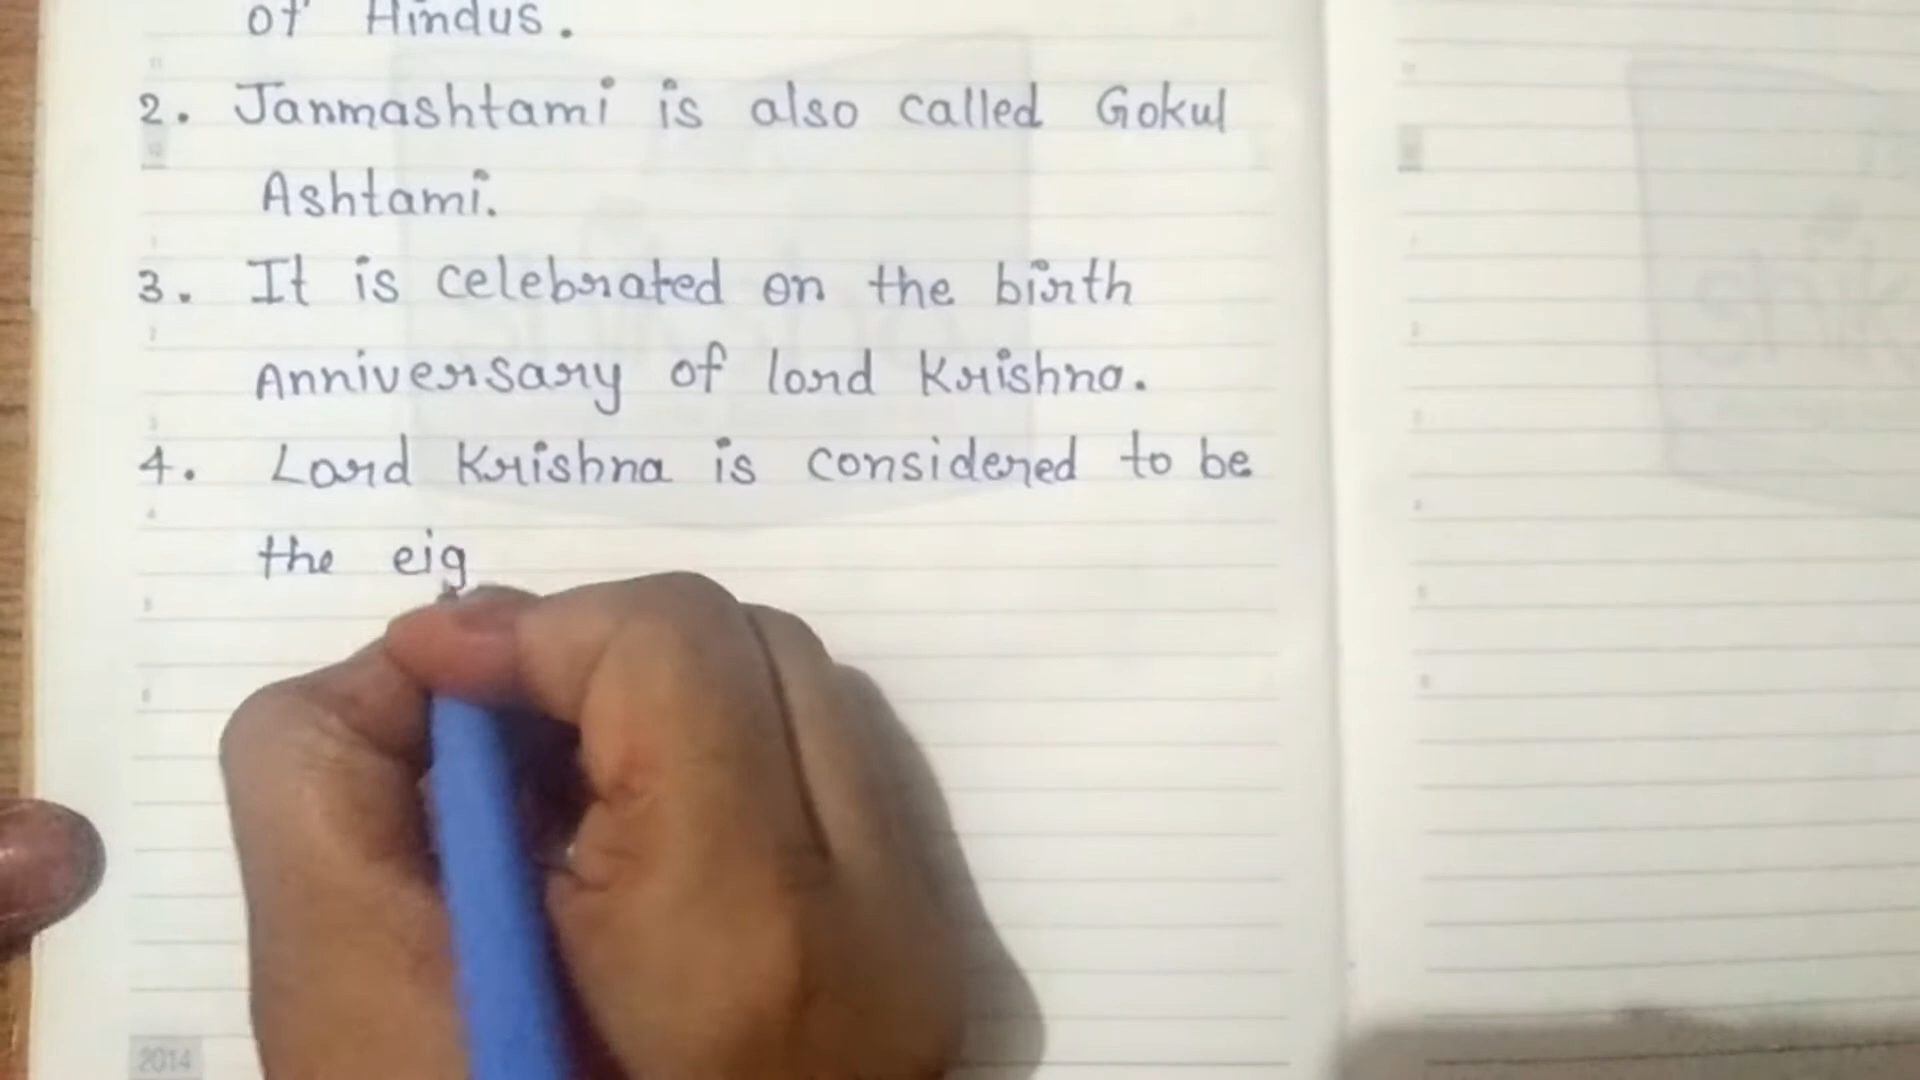 of Hindus.
2. Janmashtami is also called Gokul
Ashtami.
3. It is celebrated on the birth
Anniversary of lord Krishna.
4. Lord Krishna is considered to be
the eig
2014